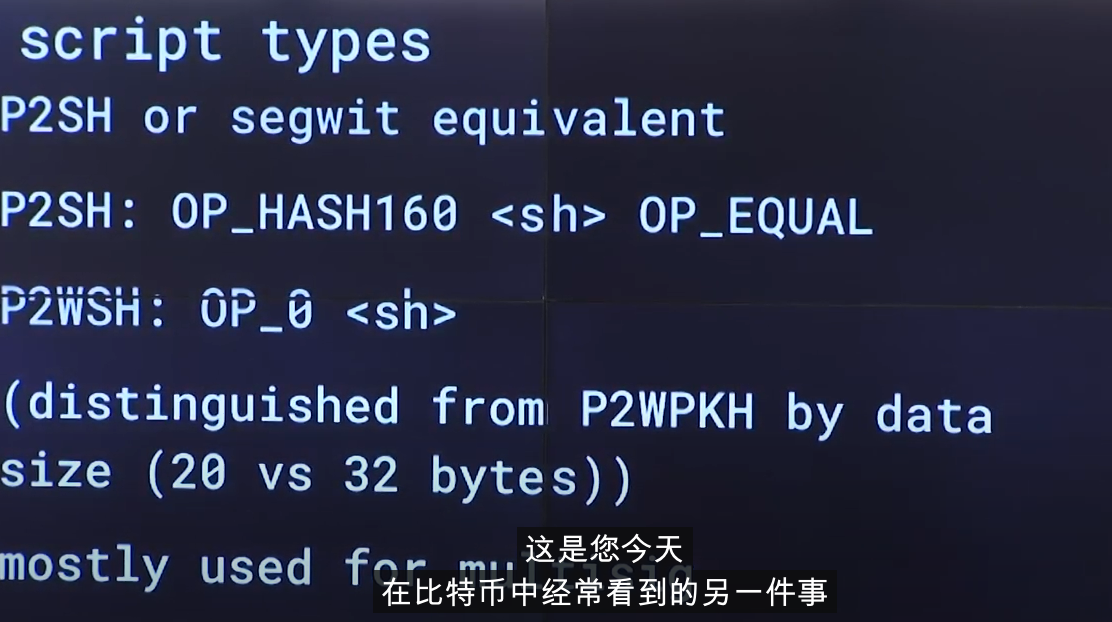 script types
P2SH or segwit equivalent
P2SH: OP_HASH160 <sh> OP_EQUAL
P2WSH: OP_0 <sh>
(distinguished from P2WPKH by data
size (20 vs 32 bytes))
mostly used for multisig
这是您今天
在比特币中经常看到的另一件事